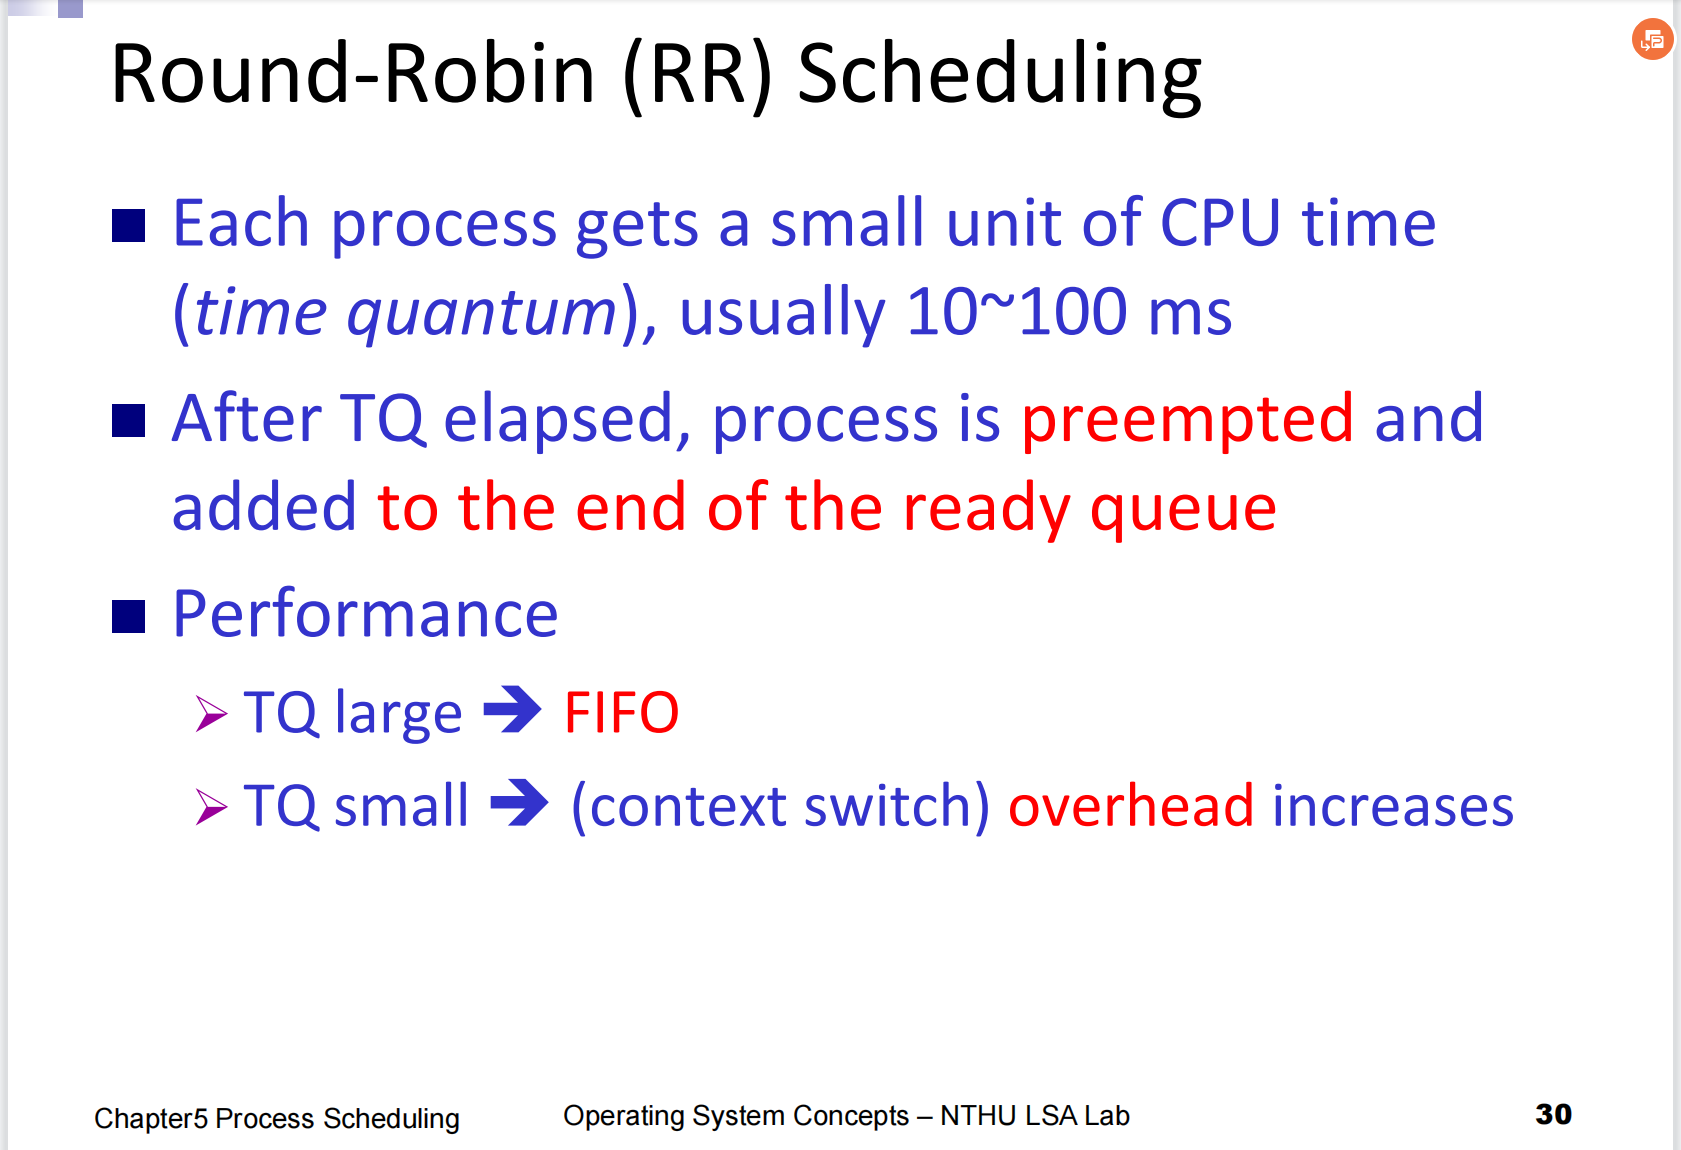 Round-Robin (RR) Scheduling
Each process gets a small unit of CPU time
(time quantum), usually 10~100 ms
After TQ elapsed, process is preempted and
added to the end of the ready queue
Performance
TQ large ➔ FIFO
TQ small ➔ (context switch) overhead increases
Chapter5 Process Scheduling
Operating System Concepts – NTHU LSA Lab
30